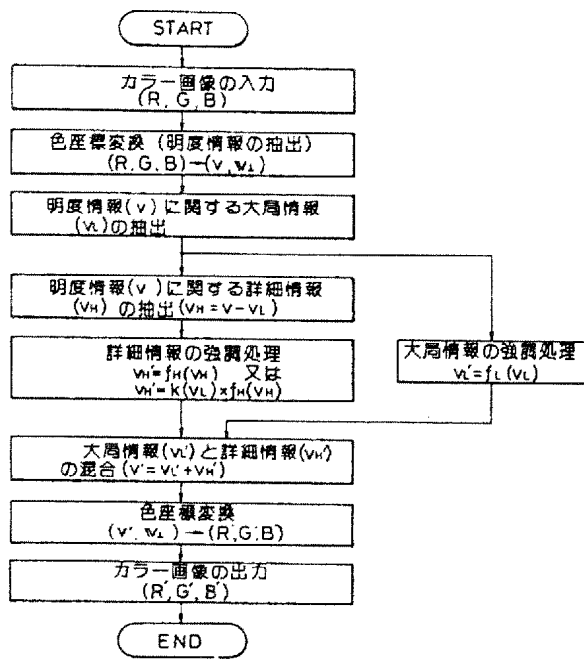 START
カラー画像の入力
(R, G, B)
色座標変換 (明度情報の抽出)
(R, G, B)→(v, w⊥)
明度情報(v)に関する大局情報
(vL)の抽出
明度情報(v)に関する詳細情報
(vH)の抽出(vH = v−vL)
詳細情報の強調処理
vH′=fH(vH) 又は
vH′=k(vL)×fH(vH)
大局情報の強調処理
vL′=fL(vL)
大局情報(vL′)と詳細情報(vH′)
の混合(v′=vL′+vH′)
色座標変換
(v′, w⊥)→(R′,G′,B′)
カラー画像の出力
(R′, G′, B′)
END